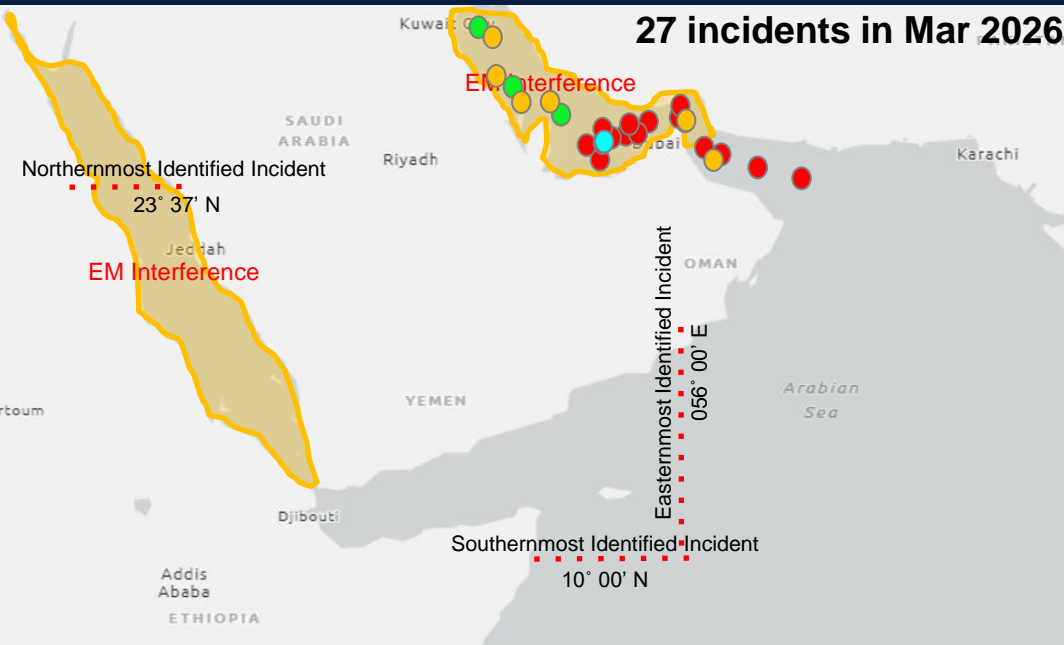 27 incidents in Mar 2026
Kuwait City
EM Interference
SAUDI
ARABIA
Riyadh
Dubai
Karachi
Northernmost Identified Incident
23° 37' N
Jeddah
EM Interference
OMAN
Easternmost Identified Incident
056° 00' E
Arabian
Sea
YEMEN
rtoum
Djibouti
Southernmost Identified Incident
10° 00' N
Addis
Ababa
ETHIOPIA